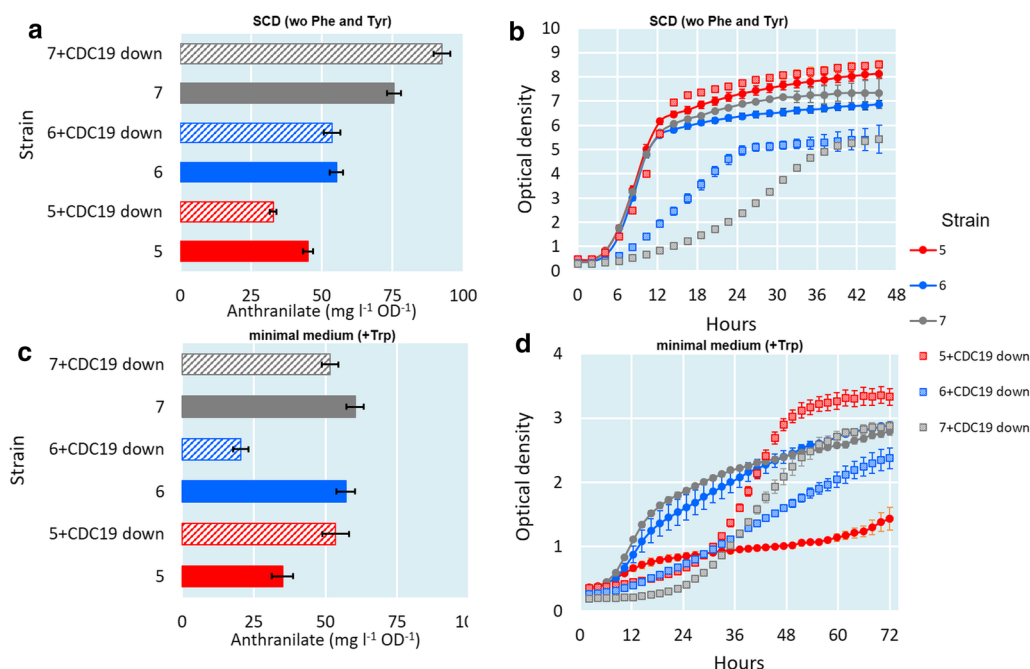 a
SCD (wo Phe and Tyr)
Strain
7+CDC19 down
7
6+CDC19 down
6
5+CDC19 down
5
0 25 50 75 100
Anthranilate (mg l⁻¹ OD⁻¹)
b
SCD (wo Phe and Tyr)
Optical density
10
9
8
7
6
5
4
3
2
1
0
0 6 12 18 24 30 36 42 48
Hours
Strain
5
6
7
5+CDC19 down
6+CDC19 down
7+CDC19 down
c
minimal medium (+Trp)
Strain
7+CDC19 down
7
6+CDC19 down
6
5+CDC19 down
5
0 25 50 75
Anthranilate (mg l⁻¹ OD⁻¹)
d
minimal medium (+Trp)
Optical density
4
3
2
1
0
0 12 24 36 48 60 72
Hours